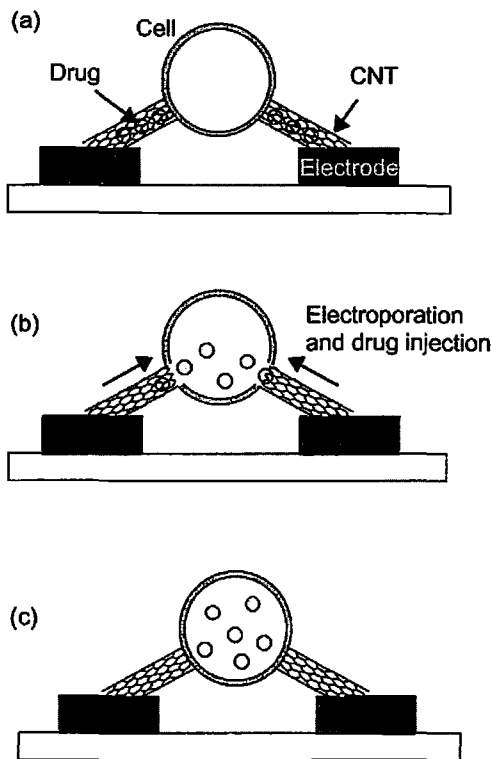 (a)
Cell
Drug
CNT
Electrode
(b)
Electroporation
and drug injection
(c)